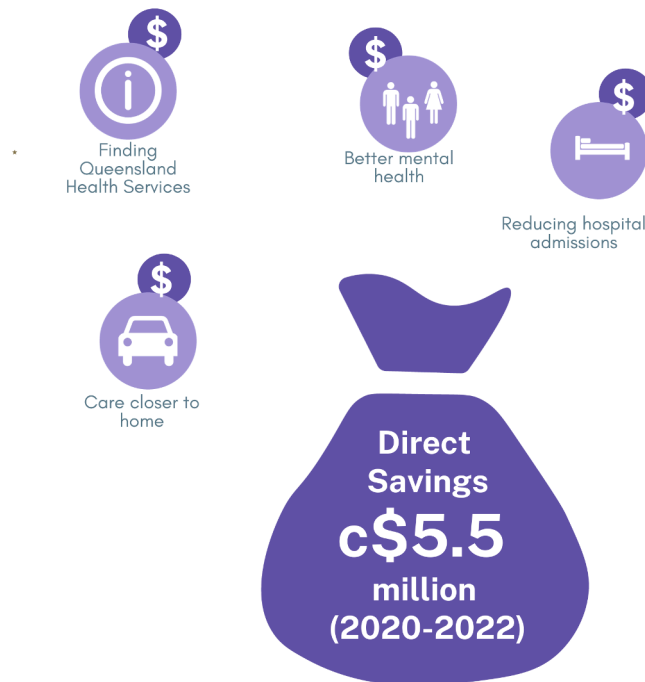 $
Finding
Queensland
Health Services
$
Better mental
health
$
Reducing hospital
admissions
$
Care closer to
home
Direct
Savings
c$5.5
million
(2020-2022)